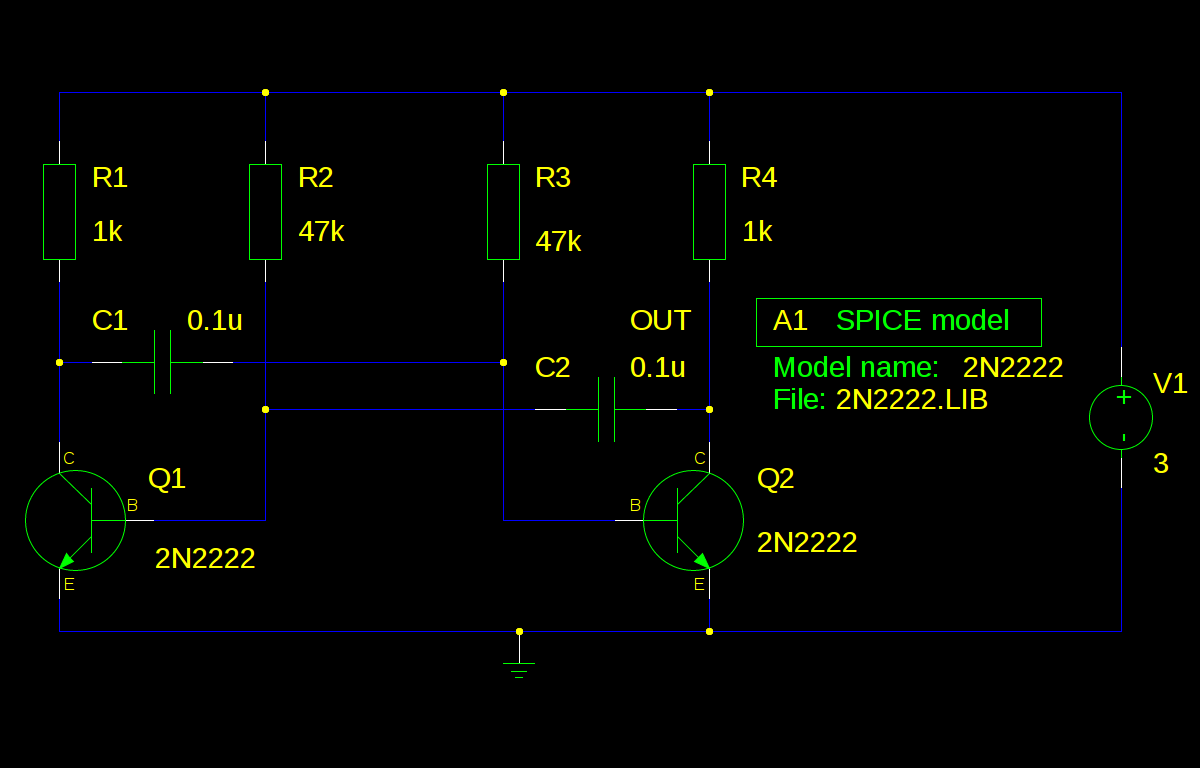 R1
1k
R2
47k
R3
47k
R4
1k
C1 0.1u
OUT
C2 0.1u
A1 SPICE model
Model name: 2N2222
File: 2N2222.LIB
V1
+
-
3
C
B
E
Q1
2N2222
C
B
E
Q2
2N2222